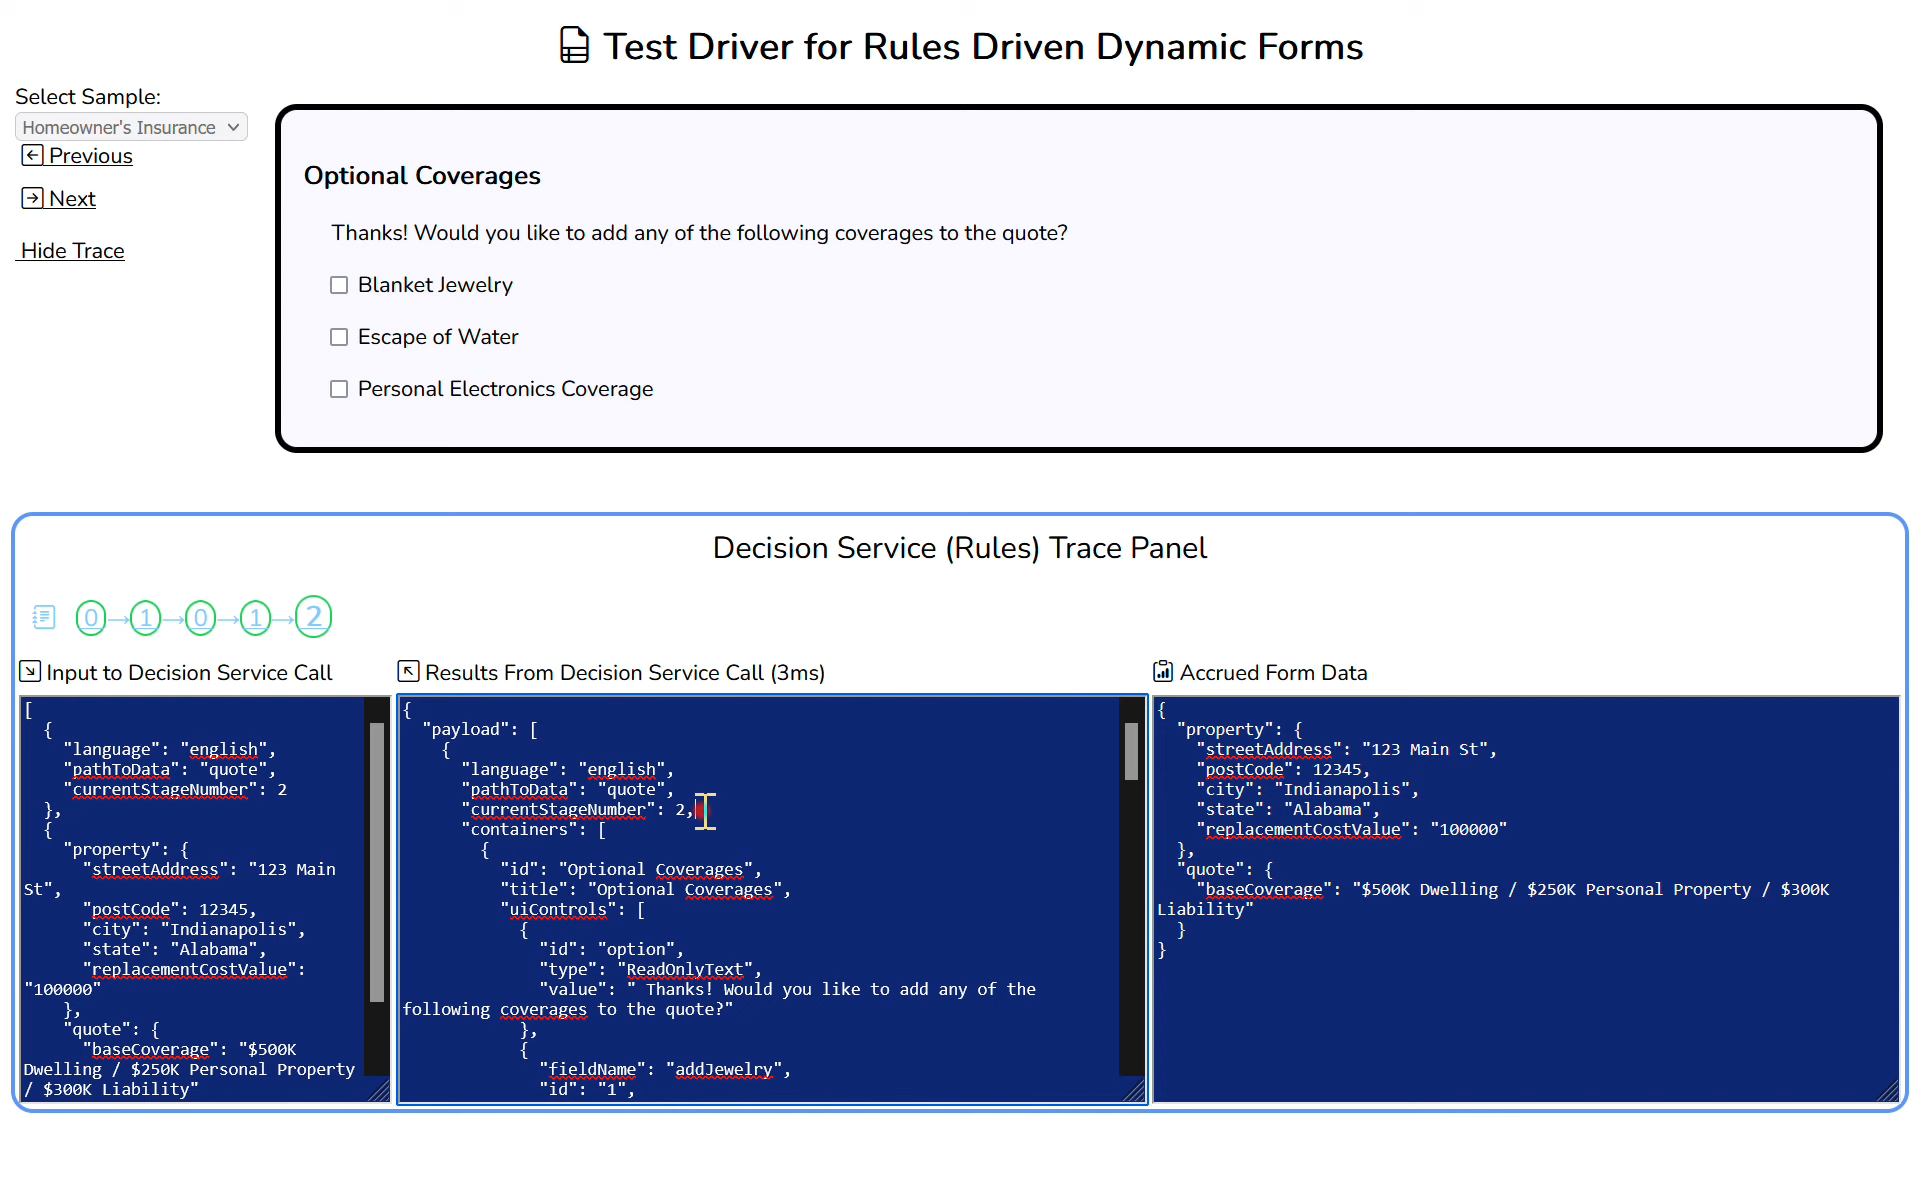 Test Driver for Rules Driven Dynamic Forms
Select Sample:
Homeowner's Insurance
Previous
Next
Hide Trace
Optional Coverages
Thanks! Would you like to add any of the following coverages to the quote?
Blanket Jewelry
Escape of Water
Personal Electronics Coverage
Decision Service (Rules) Trace Panel
0 → 1 → 0 → 1 → 2
Input to Decision Service Call
[
{
"language": "english",
"pathToData": "quote",
"currentStageNumber": 2
},
{
"property": {
"streetAddress": "123 Main
St",
"postCode": 12345,
"city": "Indianapolis",
"state": "Alabama",
"replacementCostValue":
"100000"
},
"quote": {
"baseCoverage": "$500K
Dwelling / $250K Personal Property
/ $300K Liability"
Results From Decision Service Call (3ms)
{
"payload": [
{
"language": "english",
"pathToData": "quote",
"currentStageNumber": 2,
"containers": [
{
"id": "Optional Coverages",
"title": "Optional Coverages",
"uiControls": [
{
"id": "option",
"type": "ReadOnlyText",
"value": " Thanks! Would you like to add any of the
following coverages to the quote?"
},
{
"fieldName": "addJewelry",
"id": "1",
Accrued Form Data
{
"property": {
"streetAddress": "123 Main St",
"postCode": 12345,
"city": "Indianapolis",
"state": "Alabama",
"replacementCostValue": "100000"
},
"quote": {
"baseCoverage": "$500K Dwelling / $250K Personal Property / $300K
Liability"
}
}